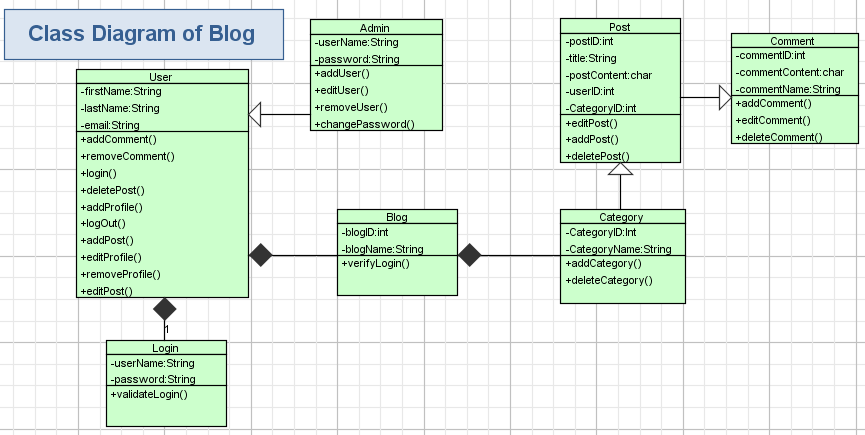 Class Diagram of Blog
User
-firstName:String
-lastName:String
-email:String
+addComment()
+removeComment()
+login()
+deletePost()
+addProfile()
+logOut()
+addPost()
+editProfile()
+removeProfile()
+editPost()
Admin
-userName:String
-password:String
+addUser()
+editUser()
+removeUser()
+changePassword()
Post
-postID:int
-title:String
-postContent:char
-userID:int
-CategoryID:int
+editPost()
+addPost()
+deletePost()
Comment
-commentID:int
-commentContent:char
-commentName:String
+addComment()
+editComment()
+deleteComment()
Blog
-blogID:int
-blogName:String
+verifyLogin()
Category
-CategoryID:Int
-CategoryName:String
+addCategory()
+deleteCategory()
1
Login
-userName:String
-password:String
+validateLogin()